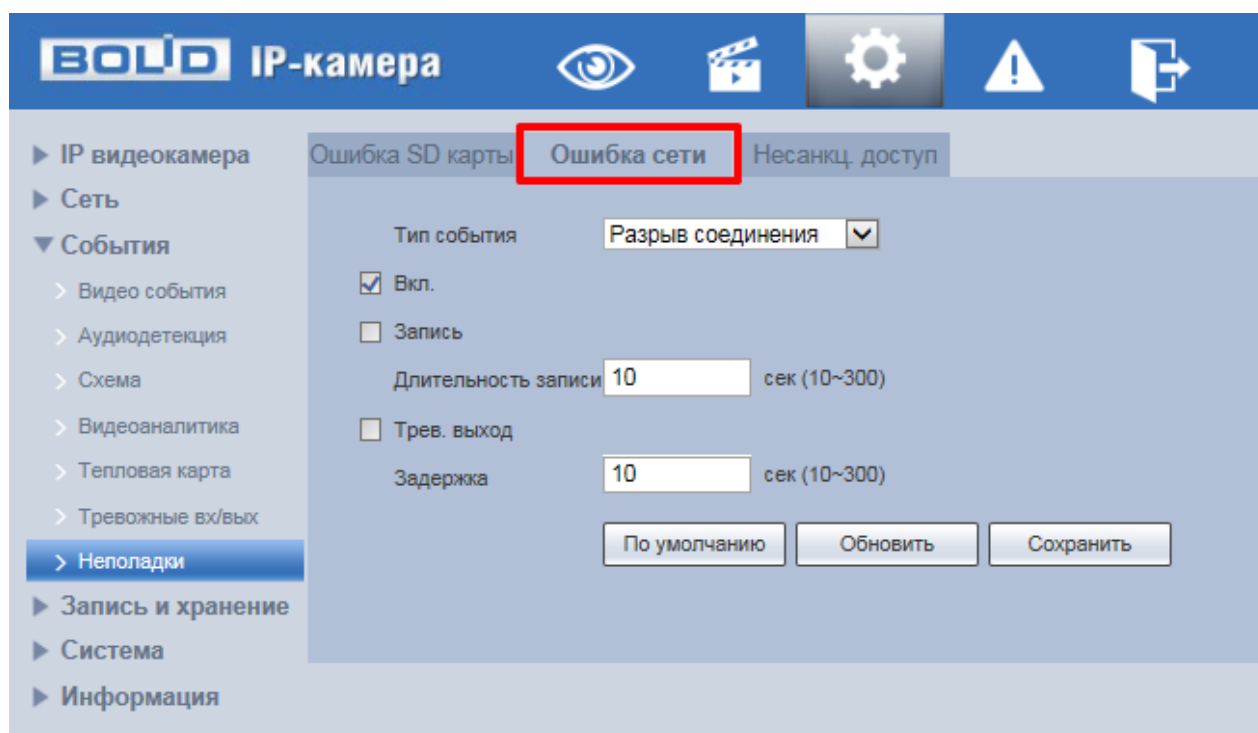 BOLID IP-камера
IP видеокамера
Сеть
События
Видео события
Аудиодетекция
Схема
Видеоаналитика
Тепловая карта
Тревожные вх/вых
Неполадки
Запись и хранение
Система
Информация
Ошибка SD карты Ошибка сети Несанкц. доступ
Тип события Разрыв соединения
Вкл.
Запись
Длительность записи 10 сек (10~300)
Трев. выход
Задержка 10 сек (10~300)
По умолчанию Обновить Сохранить